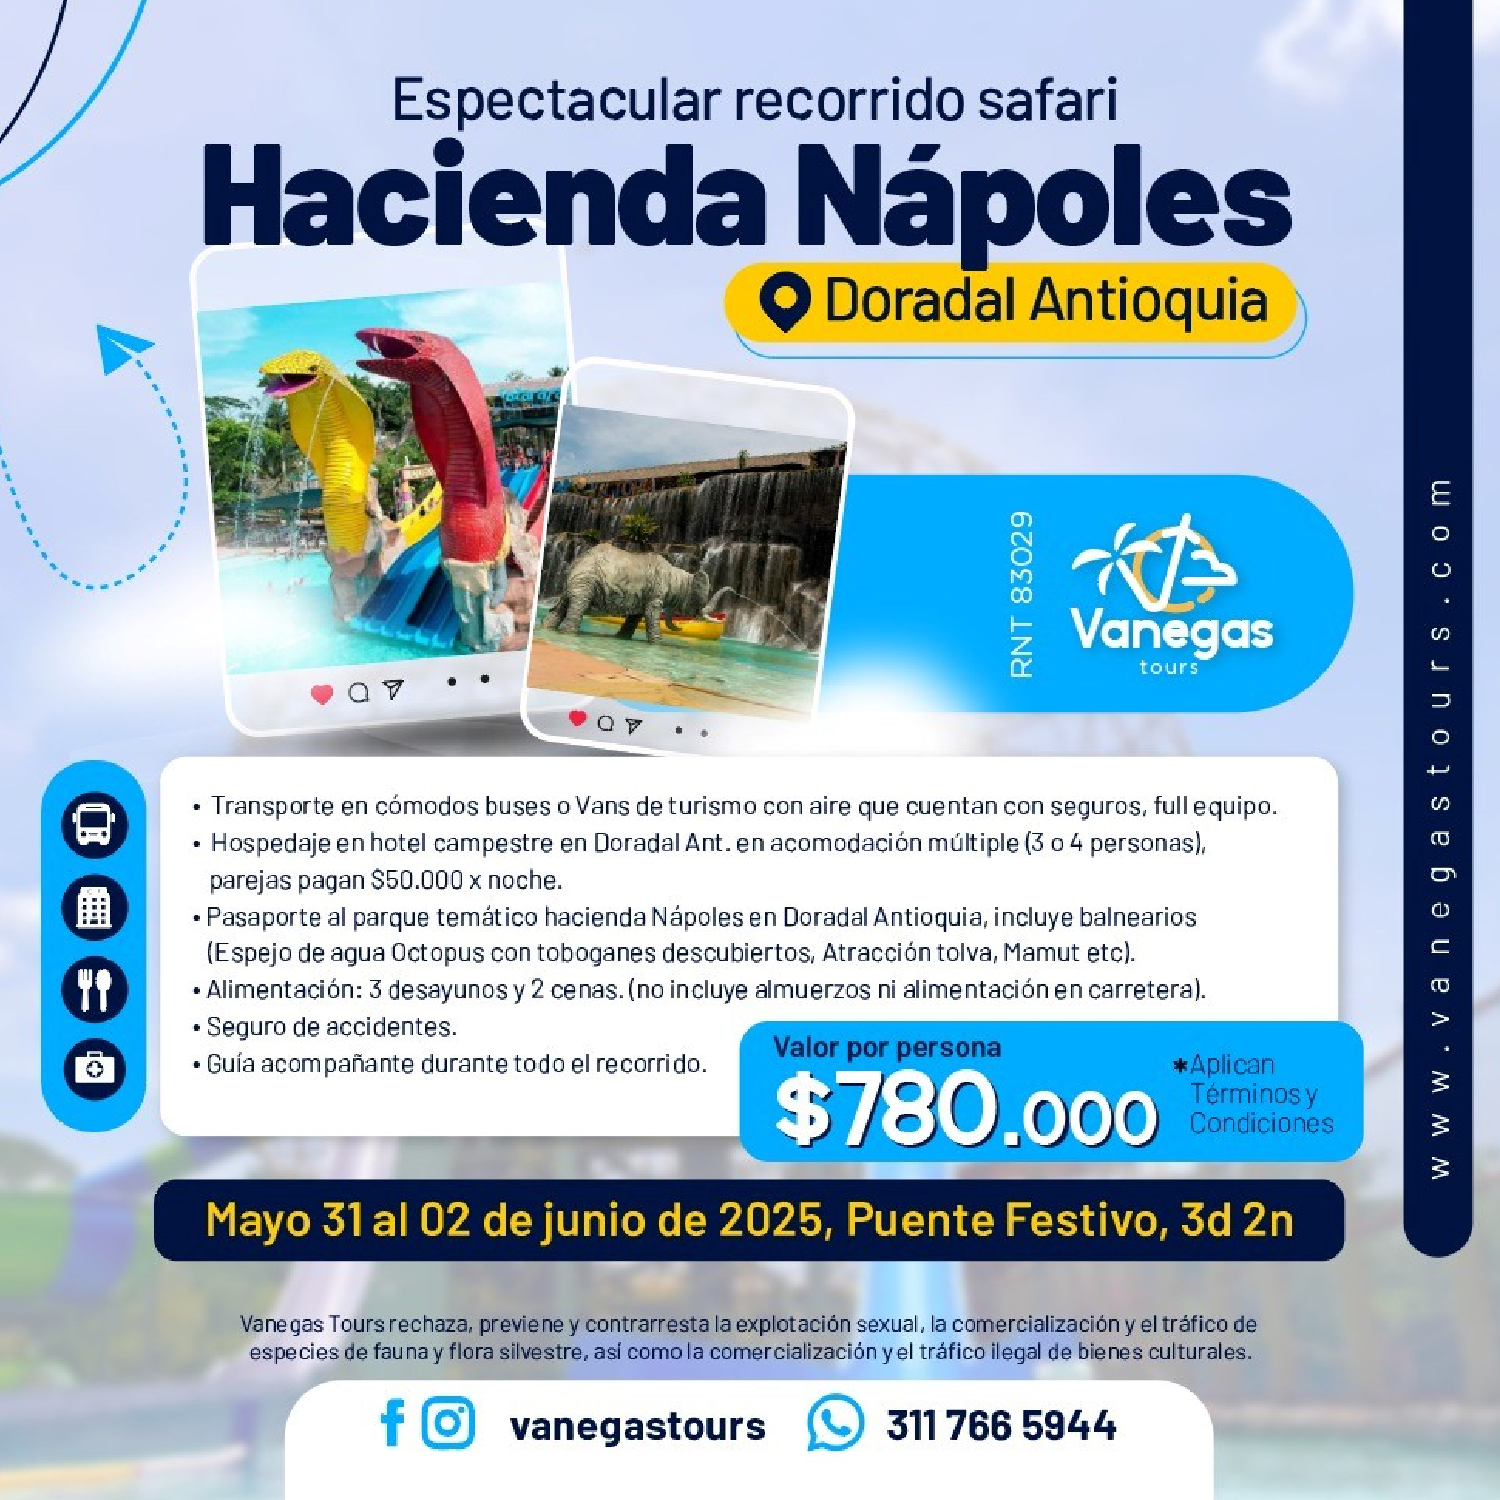 Espectacular recorrido safari
Hacienda Nápoles
Doradal Antioquia
RNT 83029
Vanegas
tours
www.vanegastours.com
• Transporte en cómodos buses o Vans de turismo con aire que cuentan con seguros, full equipo.
• Hospedaje en hotel campestre en Doradal Ant. en acomodación múltiple (3 o 4 personas),
parejas pagan $50.000 x noche.
• Pasaporte al parque temático hacienda Nápoles en Doradal Antioquia, incluye balnearios
(Espejo de agua Octopus con toboganes descubiertos, Atracción tolva, Mamut etc).
• Alimentación: 3 desayunos y 2 cenas. (no incluye almuerzos ni alimentación en carretera).
• Seguro de accidentes.
• Guía acompañante durante todo el recorrido.
Valor por persona
$780.000
*Aplican
Términos y
Condiciones
Mayo 31 al 02 de junio de 2025, Puente Festivo, 3d 2n
Vanegas Tours rechaza, previene y contrarresta la explotación sexual, la comercialización y el tráfico de
especies de fauna y flora silvestre, así como la comercialización y el tráfico ilegal de bienes culturales.
vanegastours
311 766 5944